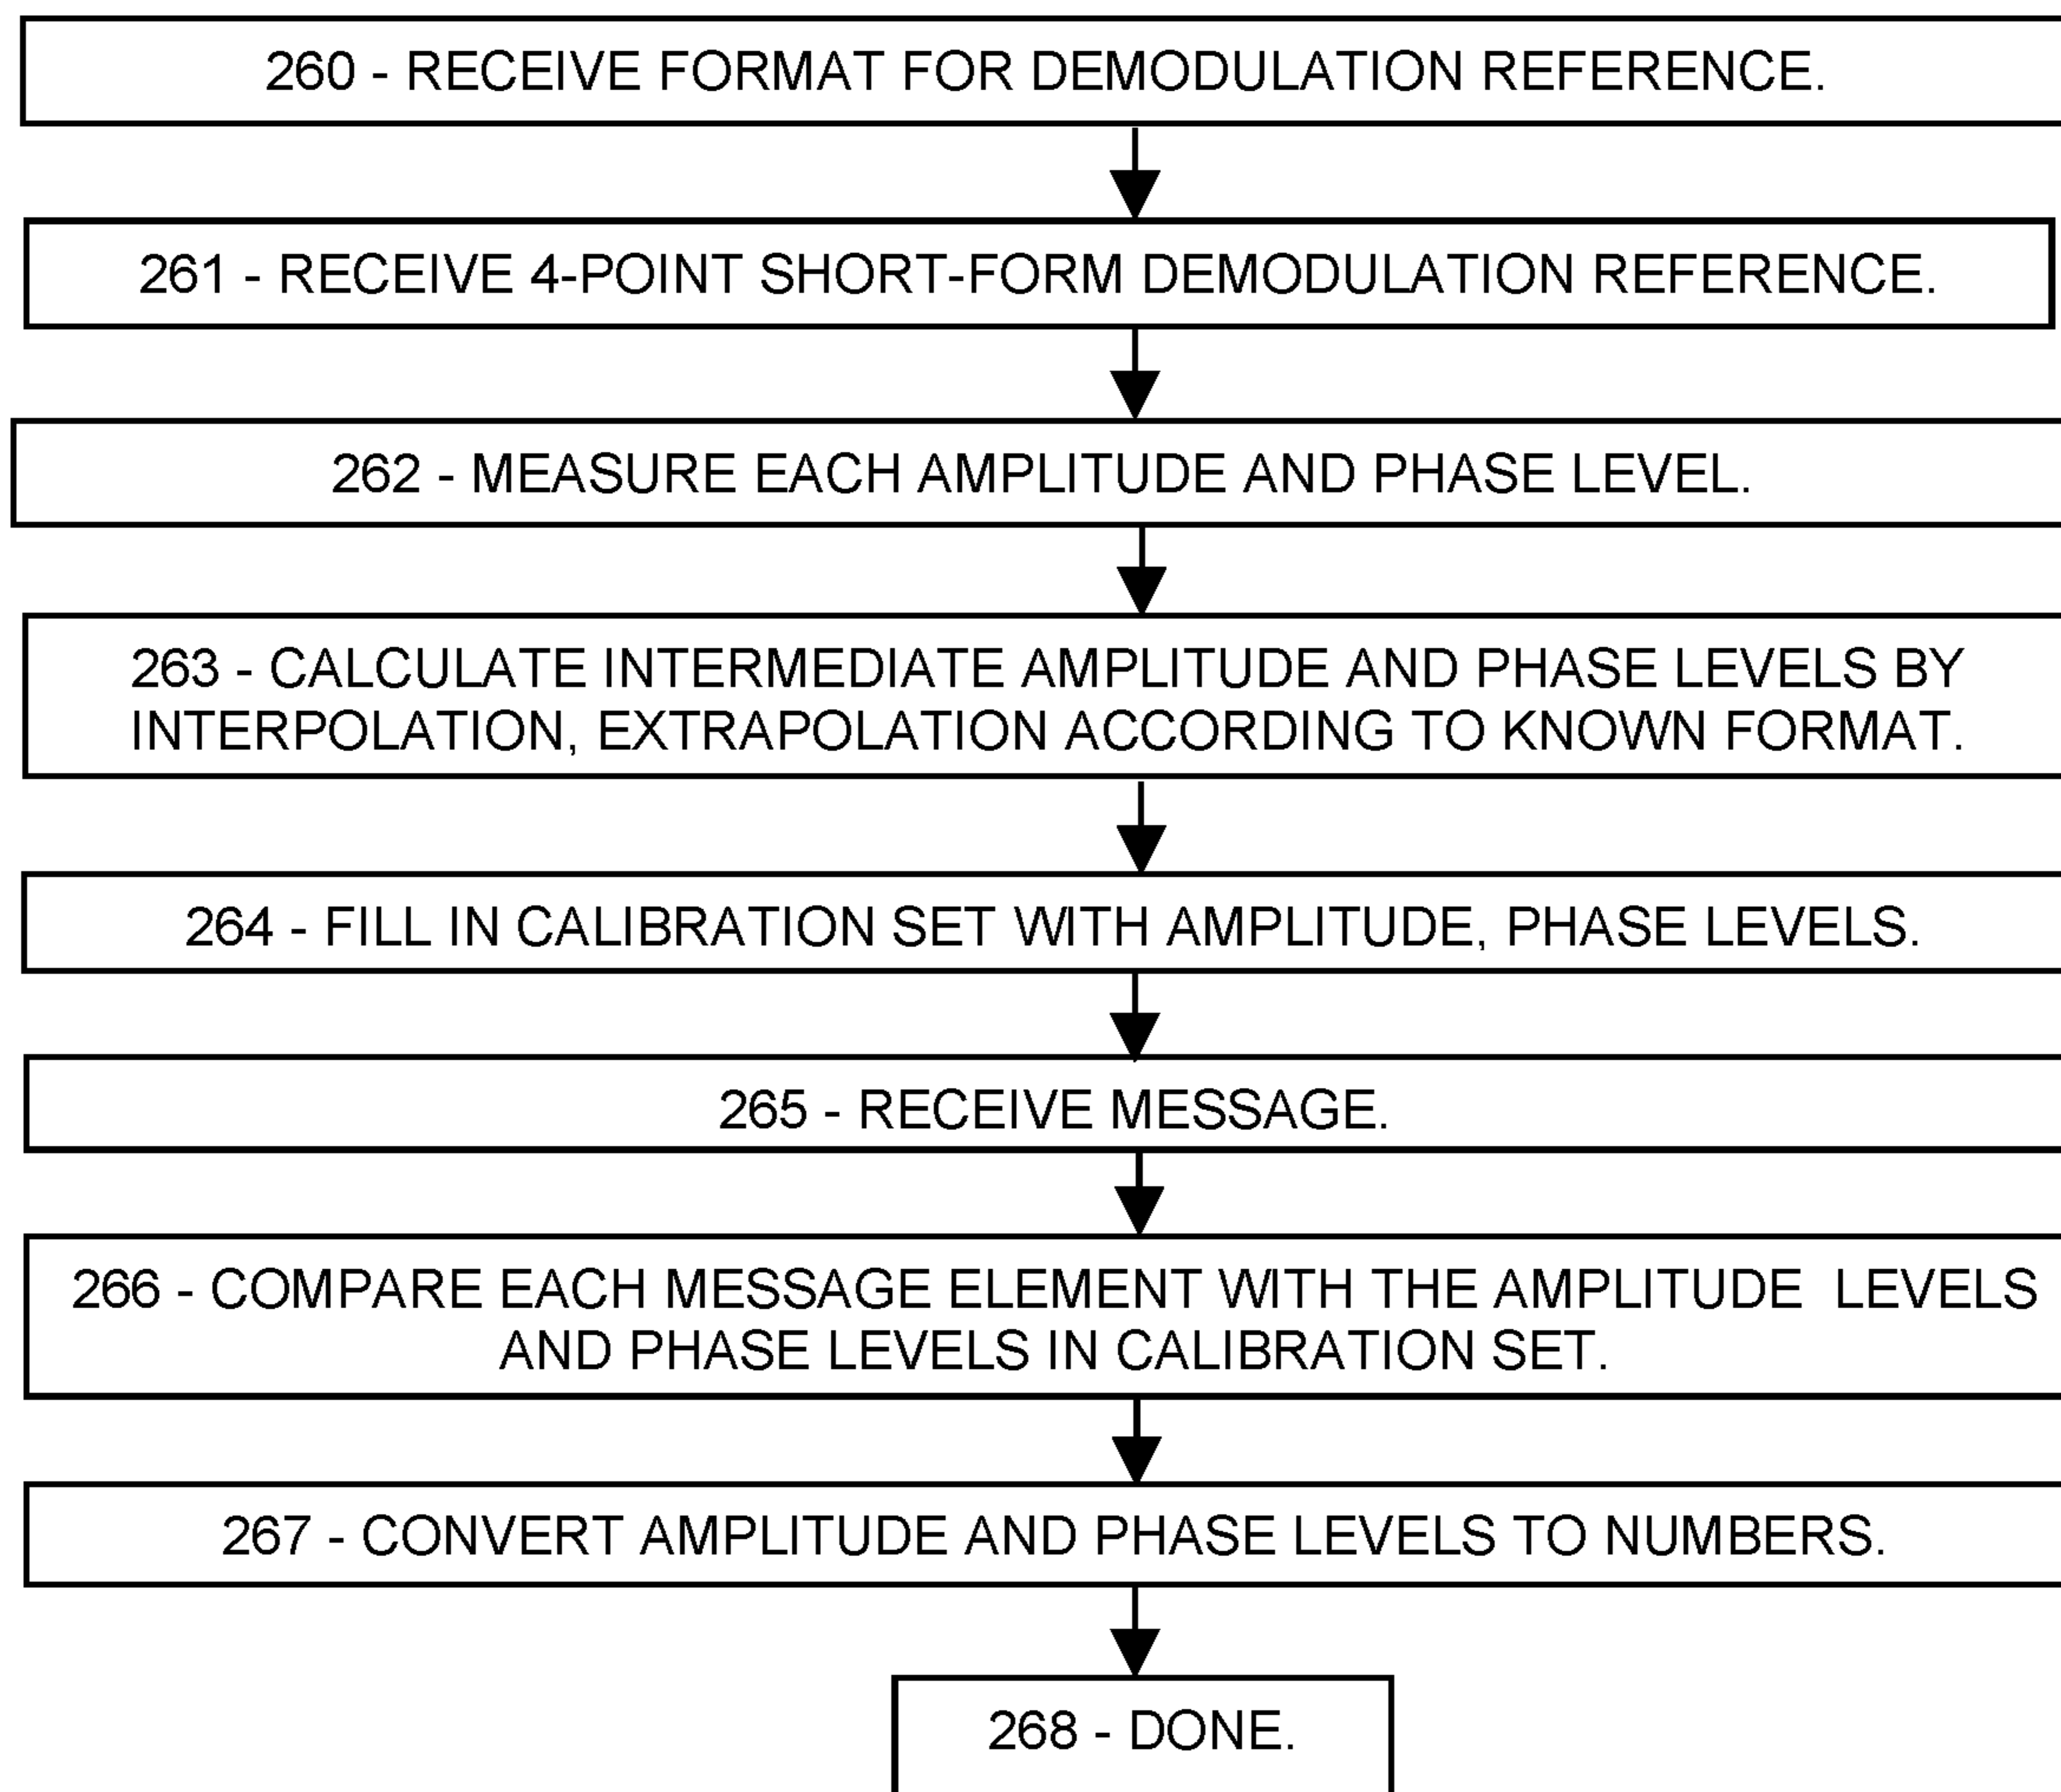 260 - RECEIVE FORMAT FOR DEMODULATION REFERENCE.
261 - RECEIVE 4-POINT SHORT-FORM DEMODULATION REFERENCE.
262 - MEASURE EACH AMPLITUDE AND PHASE LEVEL.
263 - CALCULATE INTERMEDIATE AMPLITUDE AND PHASE LEVELS BY
INTERPOLATION, EXTRAPOLATION ACCORDING TO KNOWN FORMAT.
264 - FILL IN CALIBRATION SET WITH AMPLITUDE, PHASE LEVELS.
265 - RECEIVE MESSAGE.
266 - COMPARE EACH MESSAGE ELEMENT WITH THE AMPLITUDE  LEVELS
AND PHASE LEVELS IN CALIBRATION SET.
267 - CONVERT AMPLITUDE AND PHASE LEVELS TO NUMBERS.
268 - DONE.